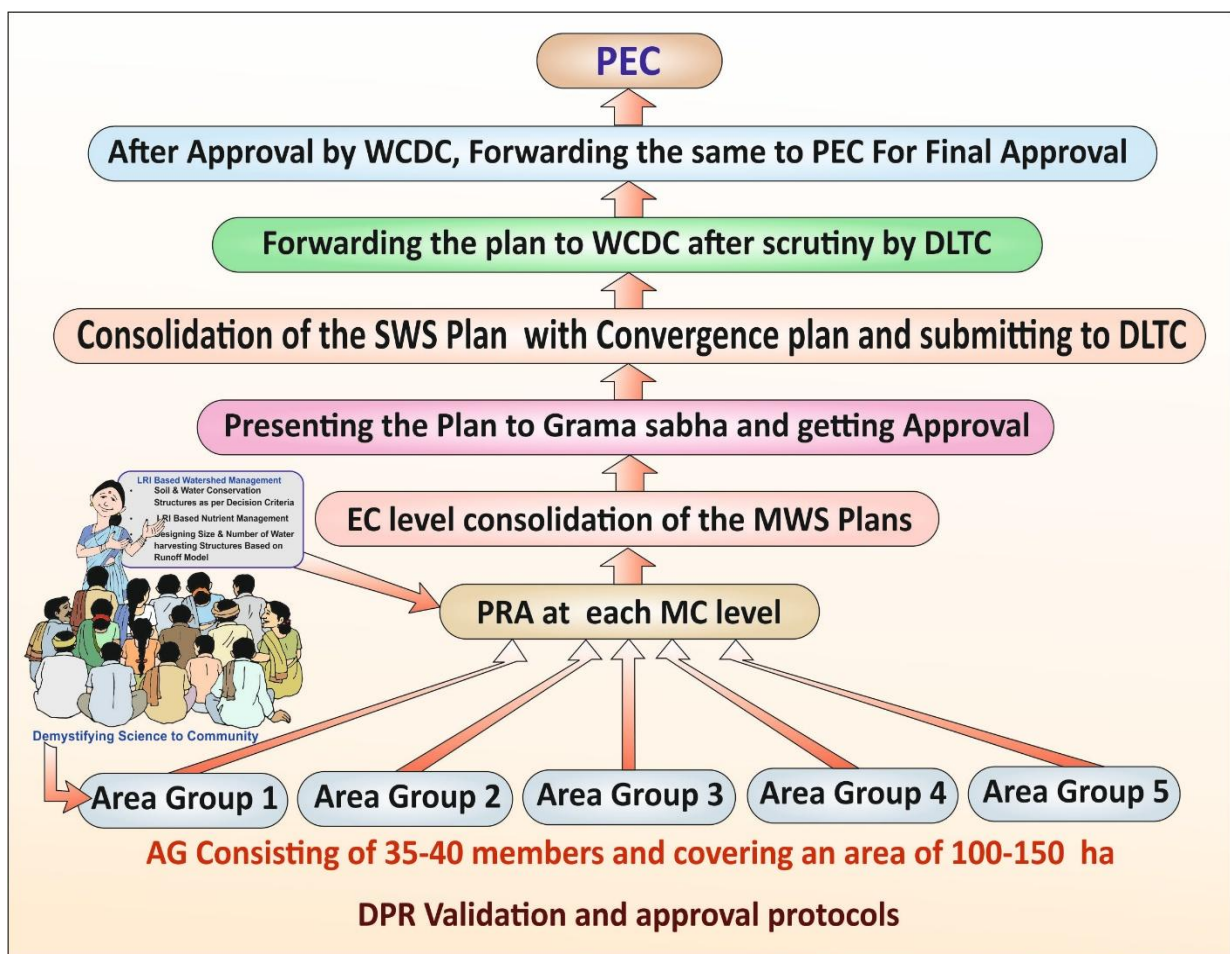 PEC
After Approval by WCDC, Forwarding the same to PEC For Final Approval
Forwarding the plan to WCDC after scrutiny by DLTC
Consolidation of the SWS Plan with Convergence plan and submitting to DLTC
Presenting the Plan to Grama sabha and getting Approval
EC level consolidation of the MWS Plans
LRI Based Watershed Management
• Soil & Water Conservation
Structures as per Decision Criteria
• LRI Based Nutrient Management
• Designing Size & Number of Water
harvesting Structures Based on
Runoff Model
PRA at each MC level
Demystifying Science to Community
Area Group 1
Area Group 2
Area Group 3
Area Group 4
Area Group 5
AG Consisting of 35-40 members and covering an area of 100-150 ha
DPR Validation and approval protocols